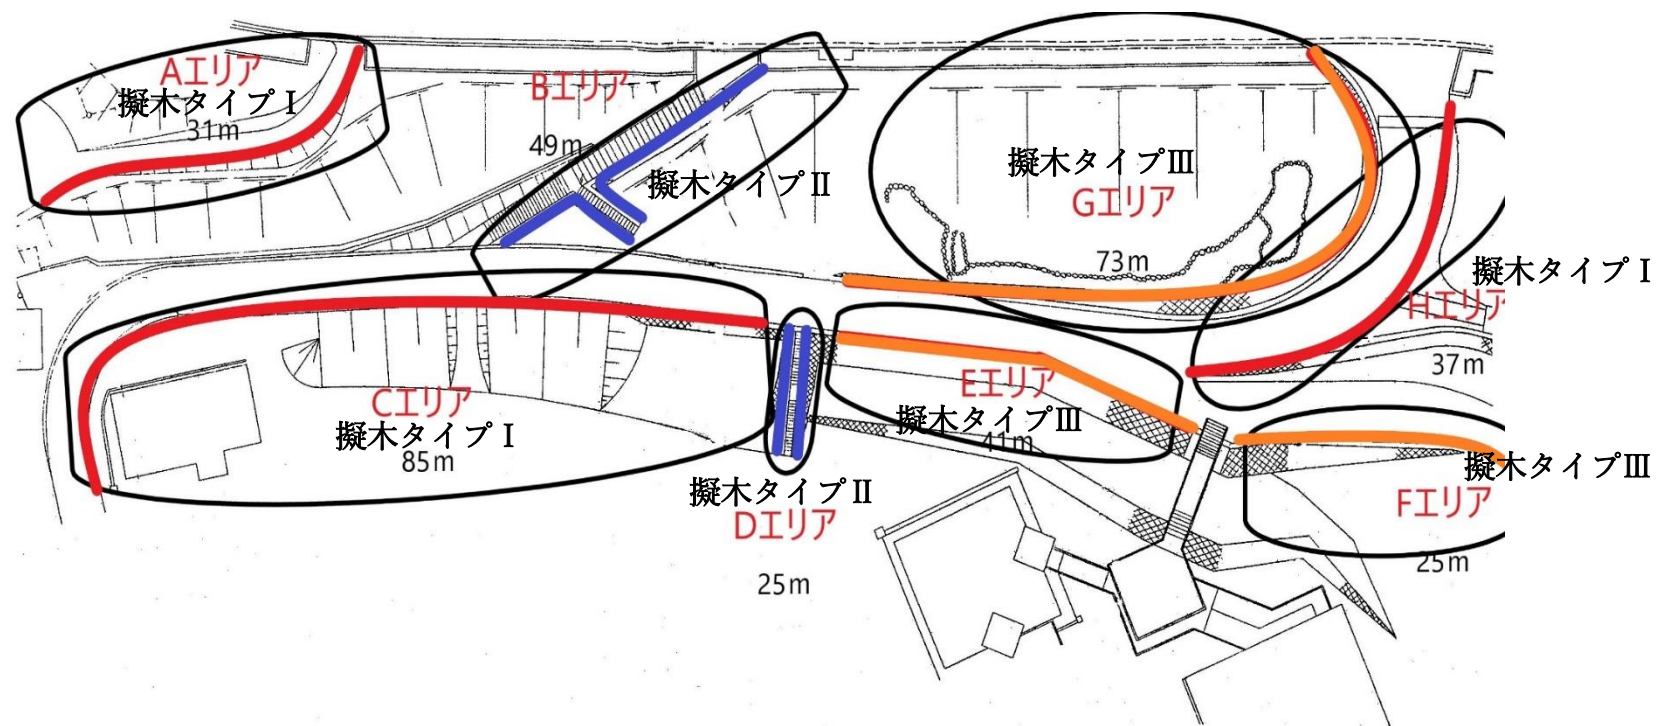 Aエリア
擬木タイプⅠ
31m
Bエリア
49m
擬木タイプⅡ
擬木タイプⅢ
Gエリア
73m
擬木タイプⅠ
Hエリア
37m
Cエリア
擬木タイプⅠ
85m
擬木タイプⅡ
Dエリア
25m
Eエリア
擬木タイプⅢ
41m
擬木タイプⅢ
Fエリア
25m